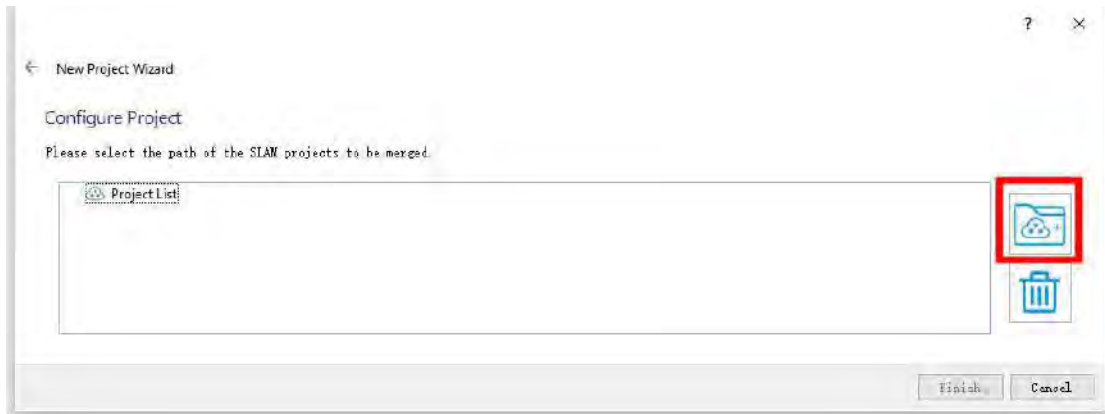 ?
New Project Wizard
Configure Project
Please select the path of the SLAM projects to be merged.
Project List
Finish
Cancel